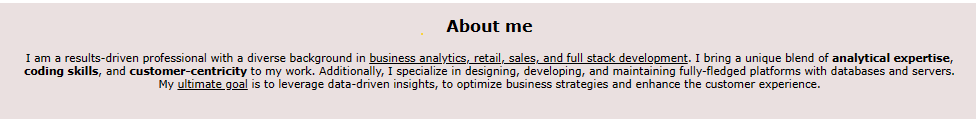 About me
I am a results-driven professional with a diverse background in business analytics, retail, sales, and full stack development. I bring a unique blend of analytical expertise,
coding skills, and customer-centricity to my work. Additionally, I specialize in designing, developing, and maintaining fully-fledged platforms with databases and servers.
My ultimate goal is to leverage data-driven insights, to optimize business strategies and enhance the customer experience.